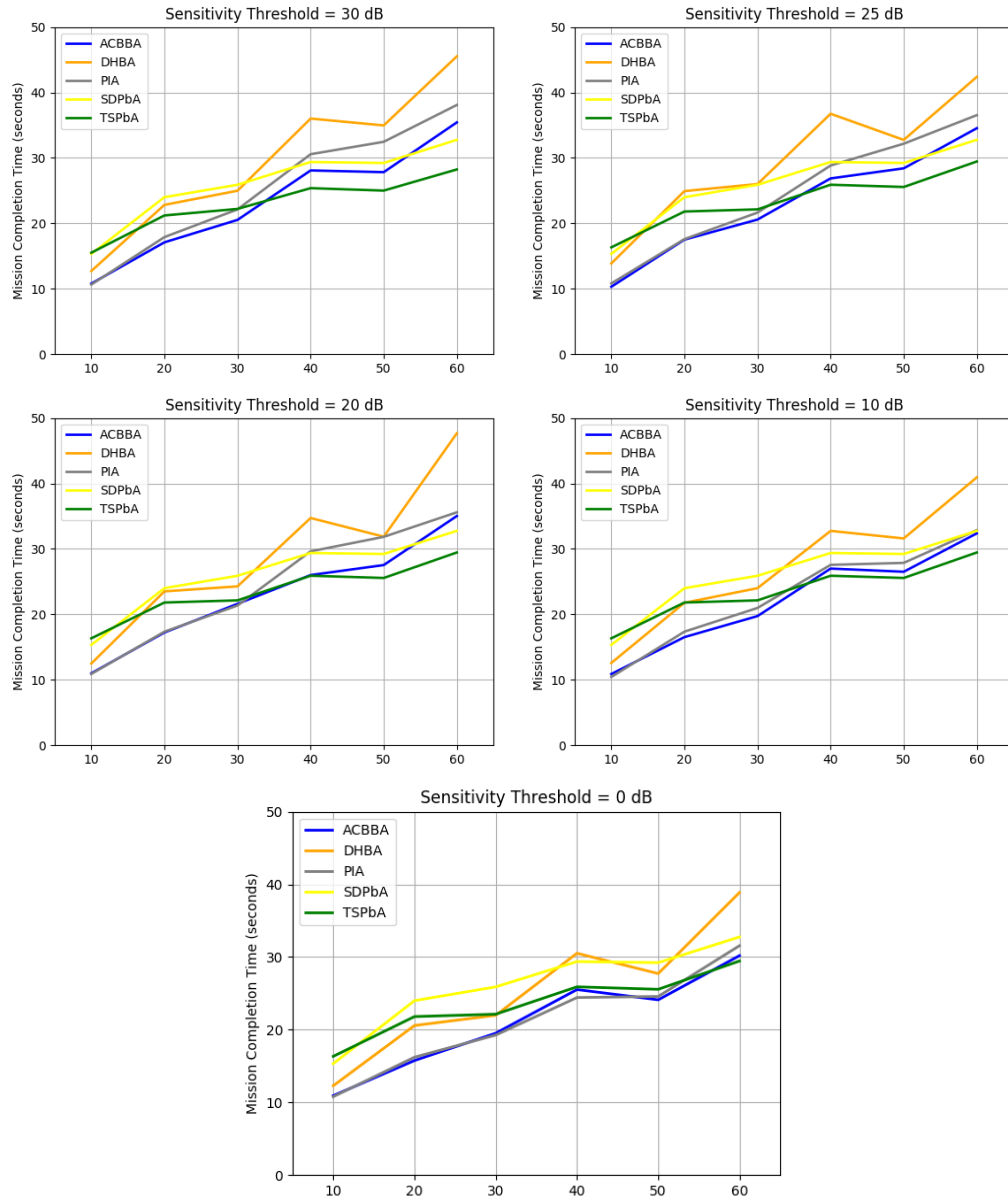 Sensitivity Threshold = 30 dB
Mission Completion Time (seconds)
50
40
30
20
10
0
ACBBA
DHBA
PIA
SDPbA
TSPbA
10 20 30 40 50 60
Sensitivity Threshold = 25 dB
Mission Completion Time (seconds)
50
40
30
20
10
0
ACBBA
DHBA
PIA
SDPbA
TSPbA
10 20 30 40 50 60
Sensitivity Threshold = 20 dB
Mission Completion Time (seconds)
50
40
30
20
10
0
ACBBA
DHBA
PIA
SDPbA
TSPbA
10 20 30 40 50 60
Sensitivity Threshold = 10 dB
Mission Completion Time (seconds)
50
40
30
20
10
0
ACBBA
DHBA
PIA
SDPbA
TSPbA
10 20 30 40 50 60
Sensitivity Threshold = 0 dB
Mission Completion Time (seconds)
50
40
30
20
10
0
ACBBA
DHBA
PIA
SDPbA
TSPbA
10 20 30 40 50 60